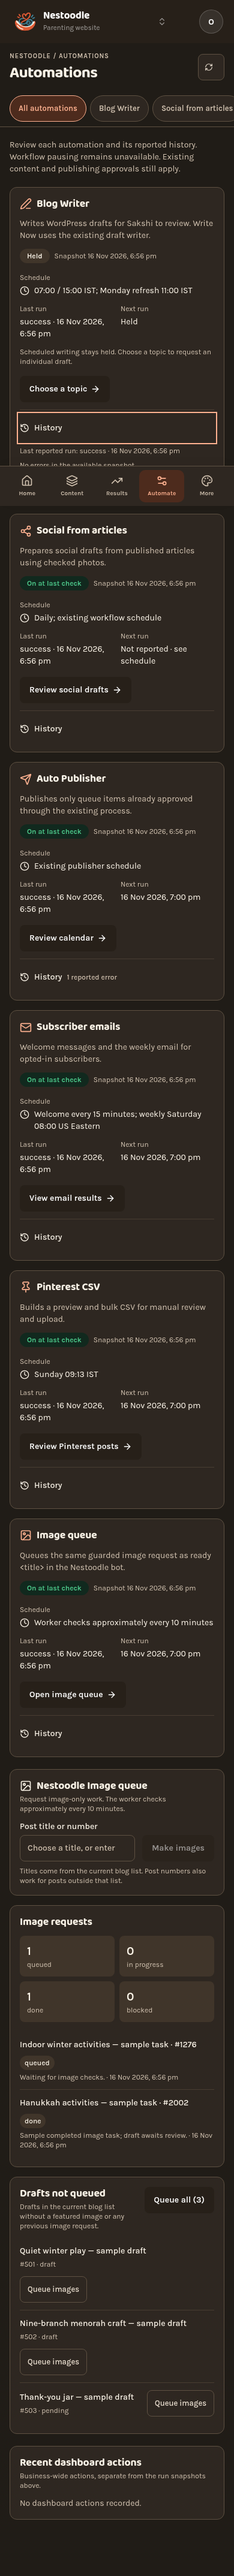 Nestoodle
Parenting website
O
NESTOODLE / AUTOMATIONS
Automations
All automations
Blog Writer
Social from articles
Review each automation and its reported history.
Workflow pausing remains unavailable. Existing
content and publishing approvals still apply.
Blog Writer
Writes WordPress drafts for Sakshi to review. Write
Now uses the existing draft writer.
Held
Snapshot 16 Nov 2026, 6:56 pm
Schedule
07:00 / 15:00 IST; Monday refresh 11:00 IST
Last run
Next run
success · 16 Nov 2026,
6:56 pm
Held
Scheduled writing stays held. Choose a topic to request an
individual draft.
Choose a topic →
History
Last reported run: success · 16 Nov 2026, 6:56 pm
No errors in the available snapshot.
Home
Content
Results
Automate
More
Social from articles
Prepares social drafts from published articles
using checked photos.
On at last check
Snapshot 16 Nov 2026, 6:56 pm
Schedule
Daily; existing workflow schedule
Last run
Next run
success · 16 Nov 2026,
6:56 pm
Not reported · see
schedule
Review social drafts →
History
Auto Publisher
Publishes only queue items already approved
through the existing process.
On at last check
Snapshot 16 Nov 2026, 6:56 pm
Schedule
Existing publisher schedule
Last run
Next run
success · 16 Nov 2026,
6:56 pm
16 Nov 2026, 7:00 pm
Review calendar →
History 1 reported error
Subscriber emails
Welcome messages and the weekly email for
opted-in subscribers.
On at last check
Snapshot 16 Nov 2026, 6:56 pm
Schedule
Welcome every 15 minutes; weekly Saturday
08:00 US Eastern
Last run
Next run
success · 16 Nov 2026,
6:56 pm
16 Nov 2026, 7:00 pm
View email results →
History
Pinterest CSV
Builds a preview and bulk CSV for manual review
and upload.
On at last check
Snapshot 16 Nov 2026, 6:56 pm
Schedule
Sunday 09:13 IST
Last run
Next run
success · 16 Nov 2026,
6:56 pm
16 Nov 2026, 7:00 pm
Review Pinterest posts →
History
Image queue
Queues the same guarded image request as ready
<title> in the Nestoodle bot.
On at last check
Snapshot 16 Nov 2026, 6:56 pm
Schedule
Worker checks approximately every 10 minutes
Last run
Next run
success · 16 Nov 2026,
6:56 pm
16 Nov 2026, 7:00 pm
Open image queue →
History
Nestoodle Image queue
Request image-only work. The worker checks
approximately every 10 minutes.
Post title or number
Choose a title, or enter
Make images
Titles come from the current blog list. Post numbers also
work for posts outside that list.
Image requests
1
queued
0
in progress
1
done
0
blocked
Indoor winter activities — sample task · #1276
queued
Waiting for image checks. · 16 Nov 2026, 6:56 pm
Hanukkah activities — sample task · #2002
done
Sample completed image task; draft awaits review. · 16 Nov
2026, 6:56 pm
Drafts not queued
Drafts in the current blog list
without a featured image or any
previous image request.
Queue all (3)
Quiet winter play — sample draft
#501 · draft
Queue images
Nine-branch menorah craft — sample draft
#502 · draft
Queue images
Thank-you jar — sample draft
#503 · pending
Queue images
Recent dashboard actions
Business-wide actions, separate from the run snapshots
above.
No dashboard actions recorded.